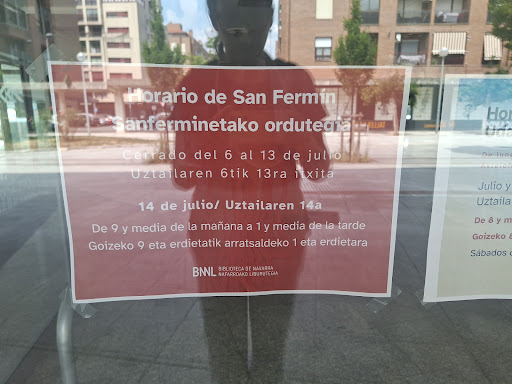 Horario de San Fermin
Sanferminetako ordutegia
Cerrado del 6 al 13 de julio
Uztailaren 6tik 13ra itxita
14 de julio/ Uztailaren 14a
De 9 y media de la mañana a 1 y media de la tarde
Goizeko 9 eta erdietatik arratsaldeko 1 eta erdietara
BNNL BIBLIOTECA DE NAVARRA
NAFARROAKO LIBURUTEGIA
Julio y
Uztaila
De 8 y m
Goizeko 8
Sábados c